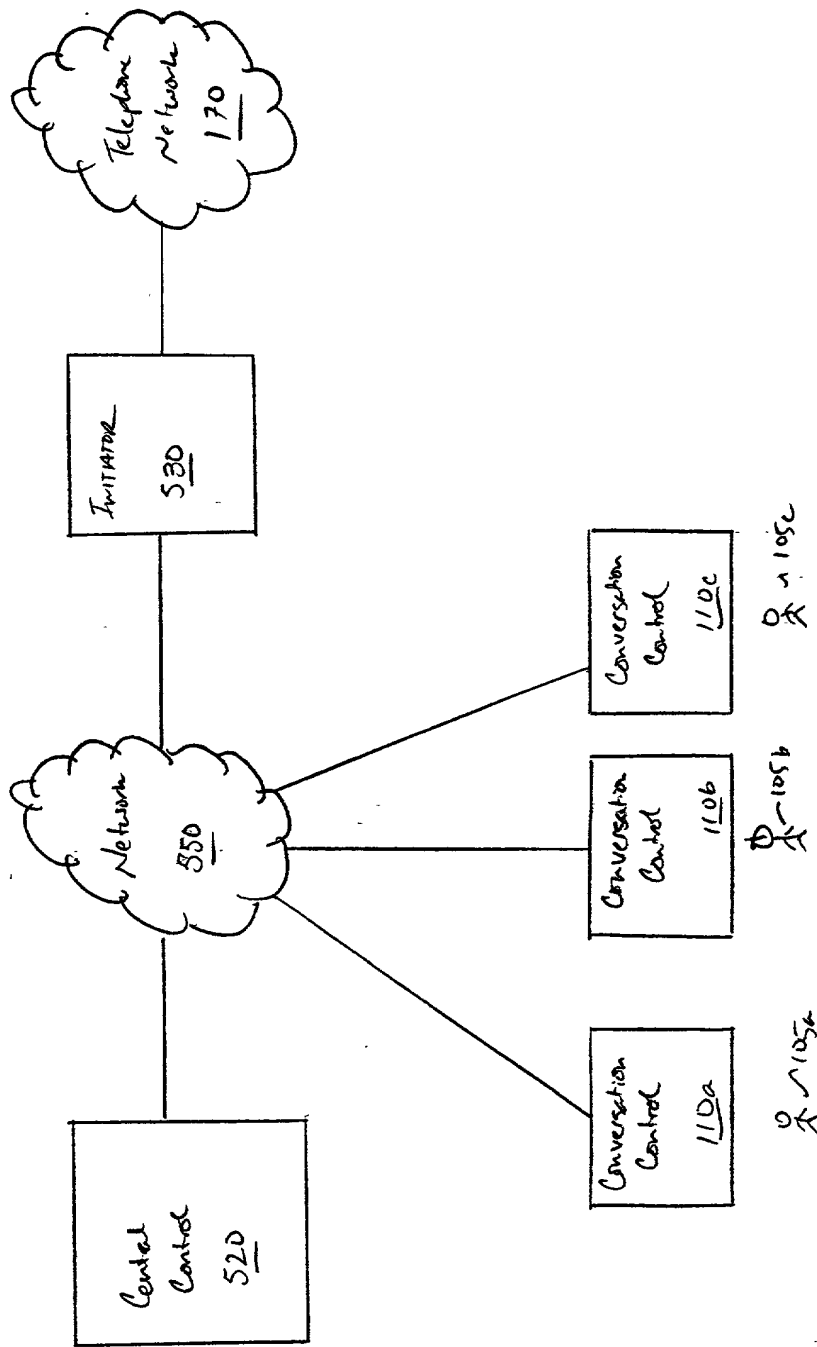 Central
Control
520
Network
550
INITIATOR
530
Telephone
Network
170
Conversation
Control
110a
Conversation
Control
110b
Conversation
Control
110c
105a
105b
105c